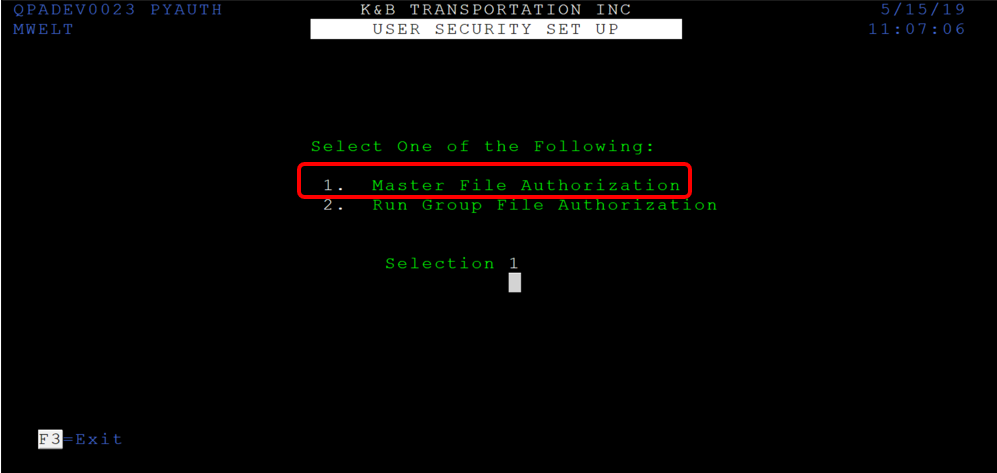 QPADEV0023 PYAUTH K&B TRANSPORTATION INC 5/15/19
MWELT USER SECURITY SET UP 11:07:06
Select One of the Following:
1. Master File Authorization
2. Run Group File Authorization
Selection 1
F3=Exit